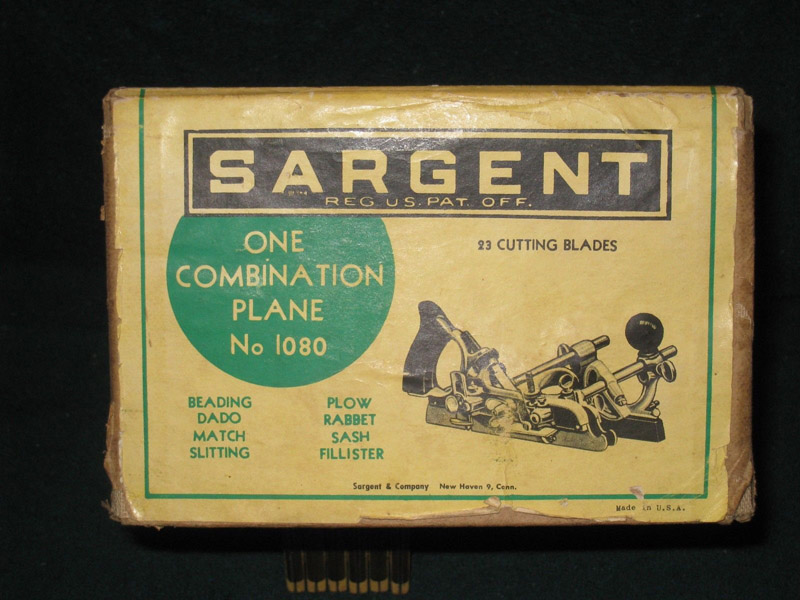 SARGENT
REG. US. PAT. OFF.
ONE
COMBINATION
PLANE
No 1080
23 CUTTING BLADES
BEADING
DADO
MATCH
SLITTING
PLOW
RABBET
SASH
FILLISTER
Sargent & Company New Haven 9, Conn.
Made in U.S.A.